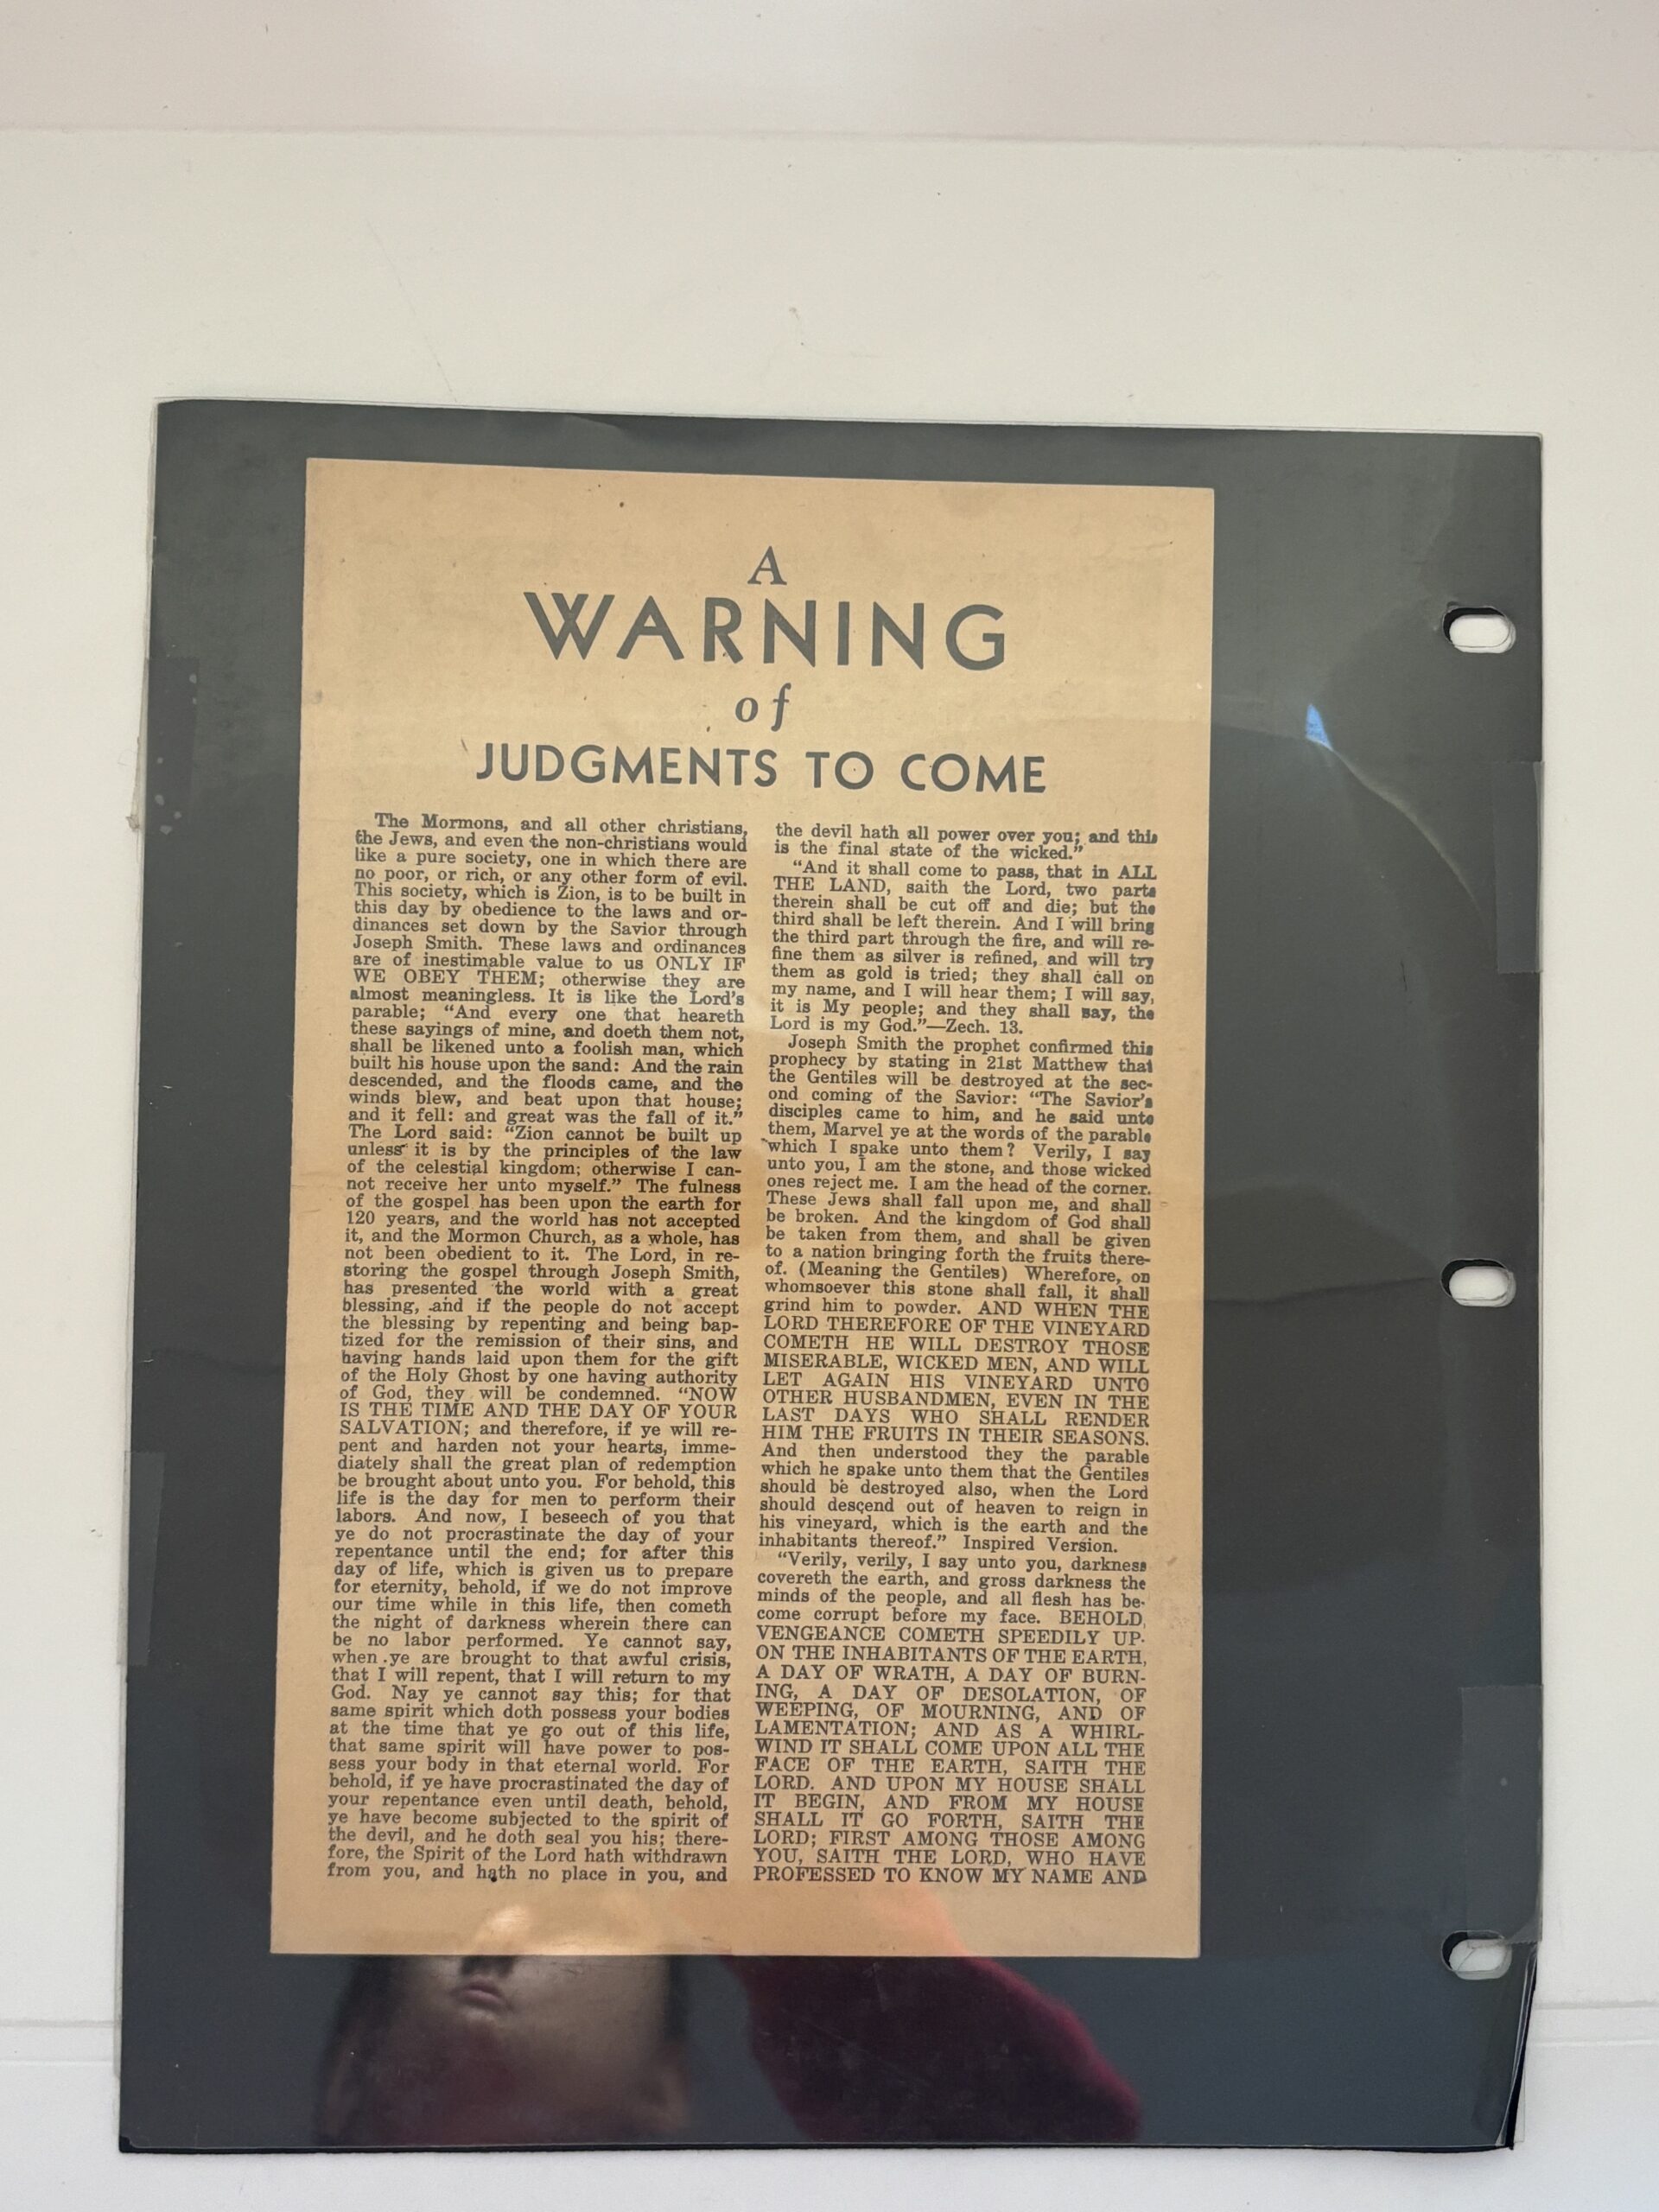 A
WARNING
of
JUDGMENTS TO COME
The Mormons, and all other christians,
the Jews, and even the non-christians would
like a pure society, one in which there are
no poor, or rich, or any other form of evil.
This society, which is Zion, is to be built in
this day by obedience to the laws and or-
dinances set down by the Savior through
Joseph Smith. These laws and ordinances
are of inestimable value to us ONLY IF
WE OBEY THEM; otherwise they are
almost meaningless. It is like the Lord's
parable; "And every one that heareth
these sayings of mine, and doeth them not,
shall be likened unto a foolish man, which
built his house upon the sand: And the rain
descended, and the floods came, and the
winds blew, and beat upon that house;
and it fell: and great was the fall of it."
The Lord said: "Zion cannot be built up
unless it is by the principles of the law
of the celestial kingdom; otherwise I can-
not receive her unto myself." The fulness
of the gospel has been upon the earth for
120 years, and the world has not accepted
it, and the Mormon Church, as a whole, has
not been obedient to it. The Lord, in re-
storing the gospel through Joseph Smith,
has presented the world with a great
blessing, and if the people do not accept
the blessing by repenting and being bap-
tized for the remission of their sins, and
having hands laid upon them for the gift
of the Holy Ghost by one having authority
of God, they will be condemned. "NOW
IS THE TIME AND THE DAY OF YOUR
SALVATION; and therefore, if ye will re-
pent and harden not your hearts, imme-
diately shall the great plan of redemption
be brought about unto you. For behold, this
life is the day for men to perform their
labors. And now, I beseech of you that
ye do not procrastinate the day of your
repentance until the end; for after this
day of life, which is given us to prepare
for eternity, behold, if we do not improve
our time while in this life, then cometh
the night of darkness wherein there can
be no labor performed. Ye cannot say,
when ye are brought to that awful crisis,
that I will repent, that I will return to my
God. Nay ye cannot say this; for that
same spirit which doth possess your bodies
at the time that ye go out of this life,
that same spirit will have power to pos-
sess your body in that eternal world. For
behold, if ye have procrastinated the day of
your repentance even until death, behold,
ye have become subjected to the spirit of
the devil, and he doth seal you his; there-
fore, the Spirit of the Lord hath withdrawn
from you, and hath no place in you, and
the devil hath all power over you; and this
is the final state of the wicked."
"And it shall come to pass, that in ALL
THE LAND, saith the Lord, two parts
therein shall be cut off and die; but the
third shall be left therein. And I will bring
the third part through the fire, and will re-
fine them as silver is refined, and will try
them as gold is tried; they shall call on
my name, and I will hear them; I will say,
it is My people; and they shall say, the
Lord is my God."—Zech. 13.
Joseph Smith the prophet confirmed this
prophecy by stating in 21st Matthew that
the Gentiles will be destroyed at the sec-
ond coming of the Savior: "The Savior's
disciples came to him, and he said unto
them, Marvel ye at the words of the parable
which I spake unto them? Verily, I say
unto you, I am the stone, and those wicked
ones reject me. I am the head of the corner.
These Jews shall fall upon me, and shall
be broken. And the kingdom of God shall
be taken from them, and shall be given
to a nation bringing forth the fruits there-
of. (Meaning the Gentiles) Wherefore, on
whomsoever this stone shall fall, it shall
grind him to powder. AND WHEN THE
LORD THEREFORE OF THE VINEYARD
COMETH HE WILL DESTROY THOSE
MISERABLE, WICKED MEN, AND WILL
LET AGAIN HIS VINEYARD UNTO
OTHER HUSBANDMEN, EVEN IN THE
LAST DAYS WHO SHALL RENDER
HIM THE FRUITS IN THEIR SEASONS.
And then understood they the parable
which he spake unto them that the Gentiles
should be destroyed also, when the Lord
should descend out of heaven to reign in
his vineyard, which is the earth and the
inhabitants thereof." Inspired Version.
"Verily, verily, I say unto you, darkness
covereth the earth, and gross darkness the
minds of the people, and all flesh has be-
come corrupt before my face. BEHOLD,
VENGEANCE COMETH SPEEDILY UP-
ON THE INHABITANTS OF THE EARTH,
A DAY OF WRATH, A DAY OF BURN-
ING, A DAY OF DESOLATION, OF
WEEPING, OF MOURNING, AND OF
LAMENTATION; AND AS A WHIRL-
WIND IT SHALL COME UPON ALL THE
FACE OF THE EARTH, SAITH THE
LORD. AND UPON MY HOUSE SHALL
IT BEGIN, AND FROM MY HOUSE
SHALL IT GO FORTH, SAITH THE
LORD; FIRST AMONG THOSE AMONG
YOU, SAITH THE LORD, WHO HAVE
PROFESSED TO KNOW MY NAME AND